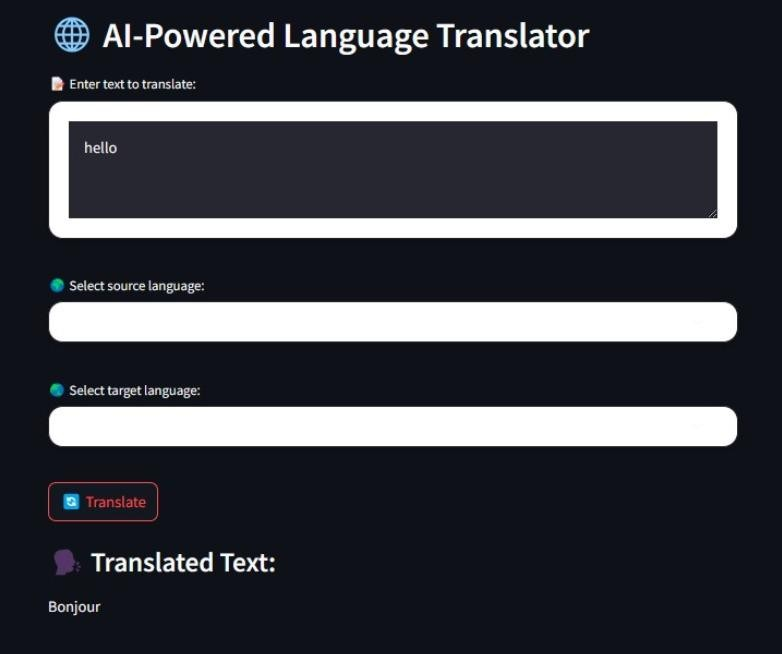 AI-Powered Language Translator
Enter text to translate:
hello
Select source language:
Select target language:
Translate
Translated Text:
Bonjour